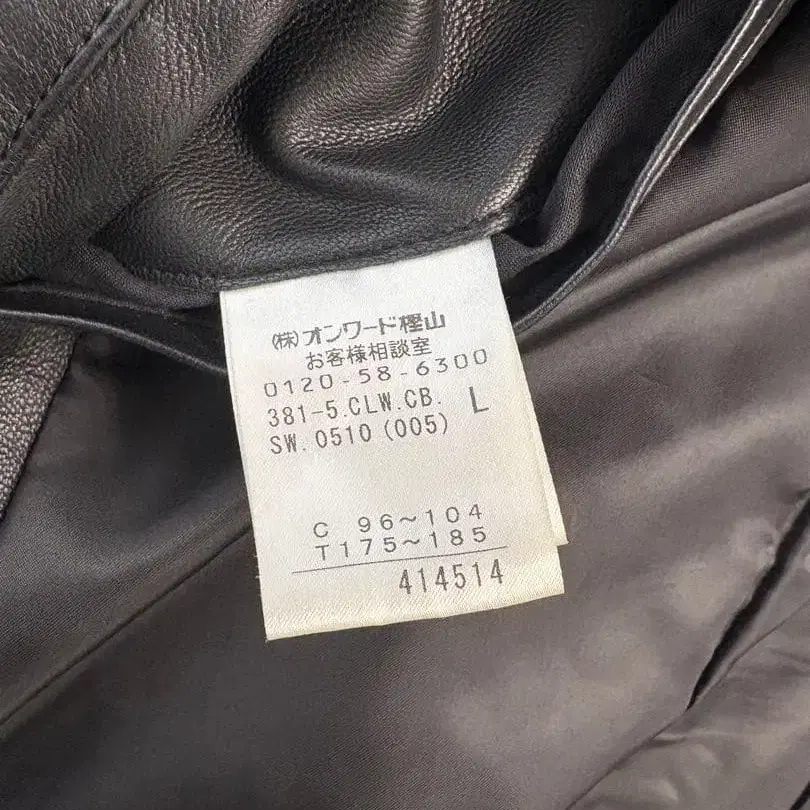 (株)オンワード樫山
お客様相談室
0120-58-6300
381-5.CLW.CB. L
SW.0510(005)
C 96~104
T175~185
414514